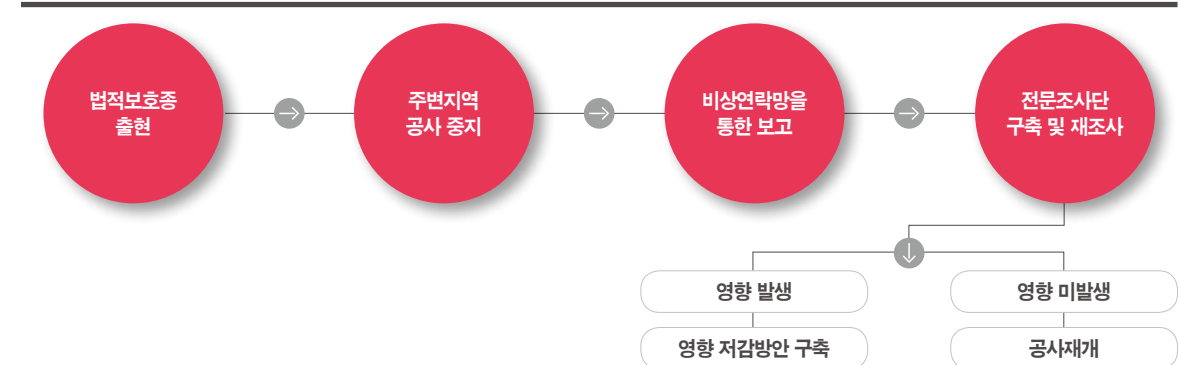 법적보호종
출현
주변지역
공사 중지
비상연락망을
통한 보고
전문조사단
구축 및 재조사
영향 발생
영향 미발생
영향 저감방안 구축
공사재개